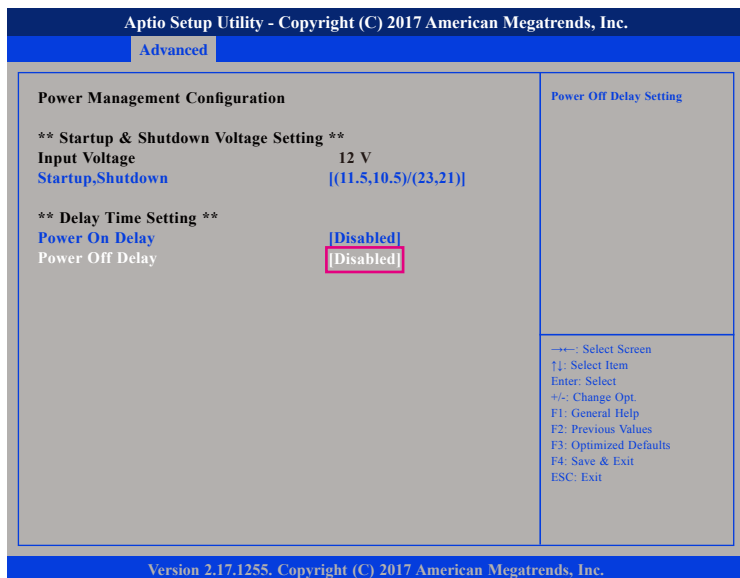 Aptio Setup Utility - Copyright (C) 2017 American Megatrends, Inc.
Advanced
Power Management Configuration
** Startup & Shutdown Voltage Setting **
Input Voltage 12 V
Startup,Shutdown [(11.5,10.5)/(23,21)]
** Delay Time Setting **
Power On Delay [Disabled]
Power Off Delay [Disabled]
Power Off Delay Setting
→←: Select Screen
↑↓: Select Item
Enter: Select
+/-: Change Opt.
F1: General Help
F2: Previous Values
F3: Optimized Defaults
F4: Save & Exit
ESC: Exit
Version 2.17.1255. Copyright (C) 2017 American Megatrends, Inc.